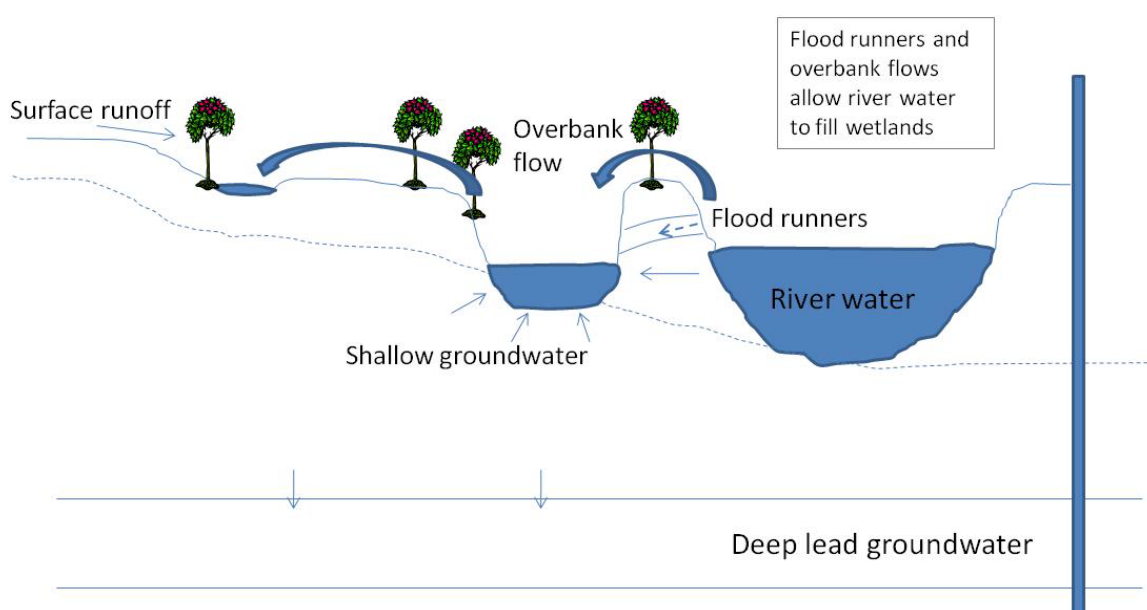 Flood runners and
overbank flows
allow river water
to fill wetlands
Surface runoff
Overbank
flow
Flood runners
River water
Shallow groundwater
Deep lead groundwater